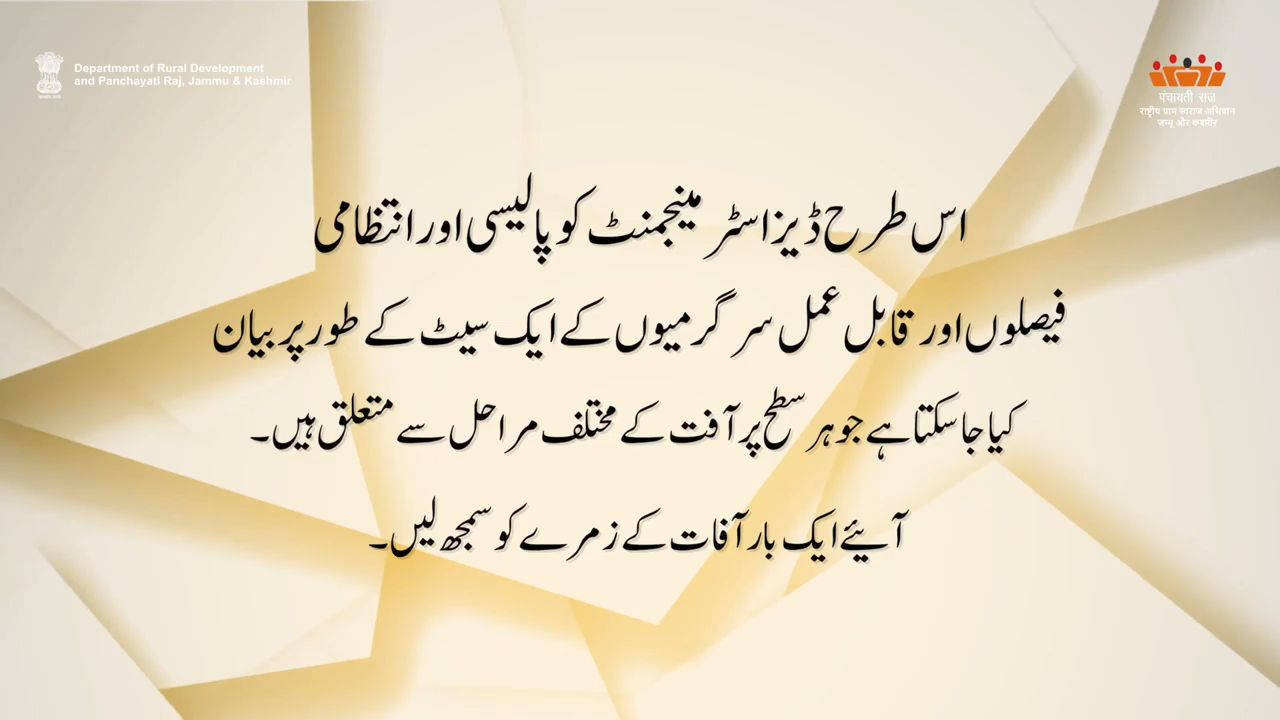 Department of Rural Development
and Panchayati Raj, Jammu & Kashmir
पंचायती राज
राष्ट्रीय ग्राम स्वराज अभियान
जम्मू और कश्मीर
اس طرح ڈیزاسٹر مینجمنٹ کو پالیسی اور انتظامی
فیصلوں اور قابل عمل سر گرمیوں کے ایک سیٹ کے طور پر بیان
کیا جا سکتا ہے جو ہر سطح پر آفت کے مختلف مراحل سے متعلق ہیں۔
آیئے ایک بار آفات کے زمرے کو سمجھ لیں۔